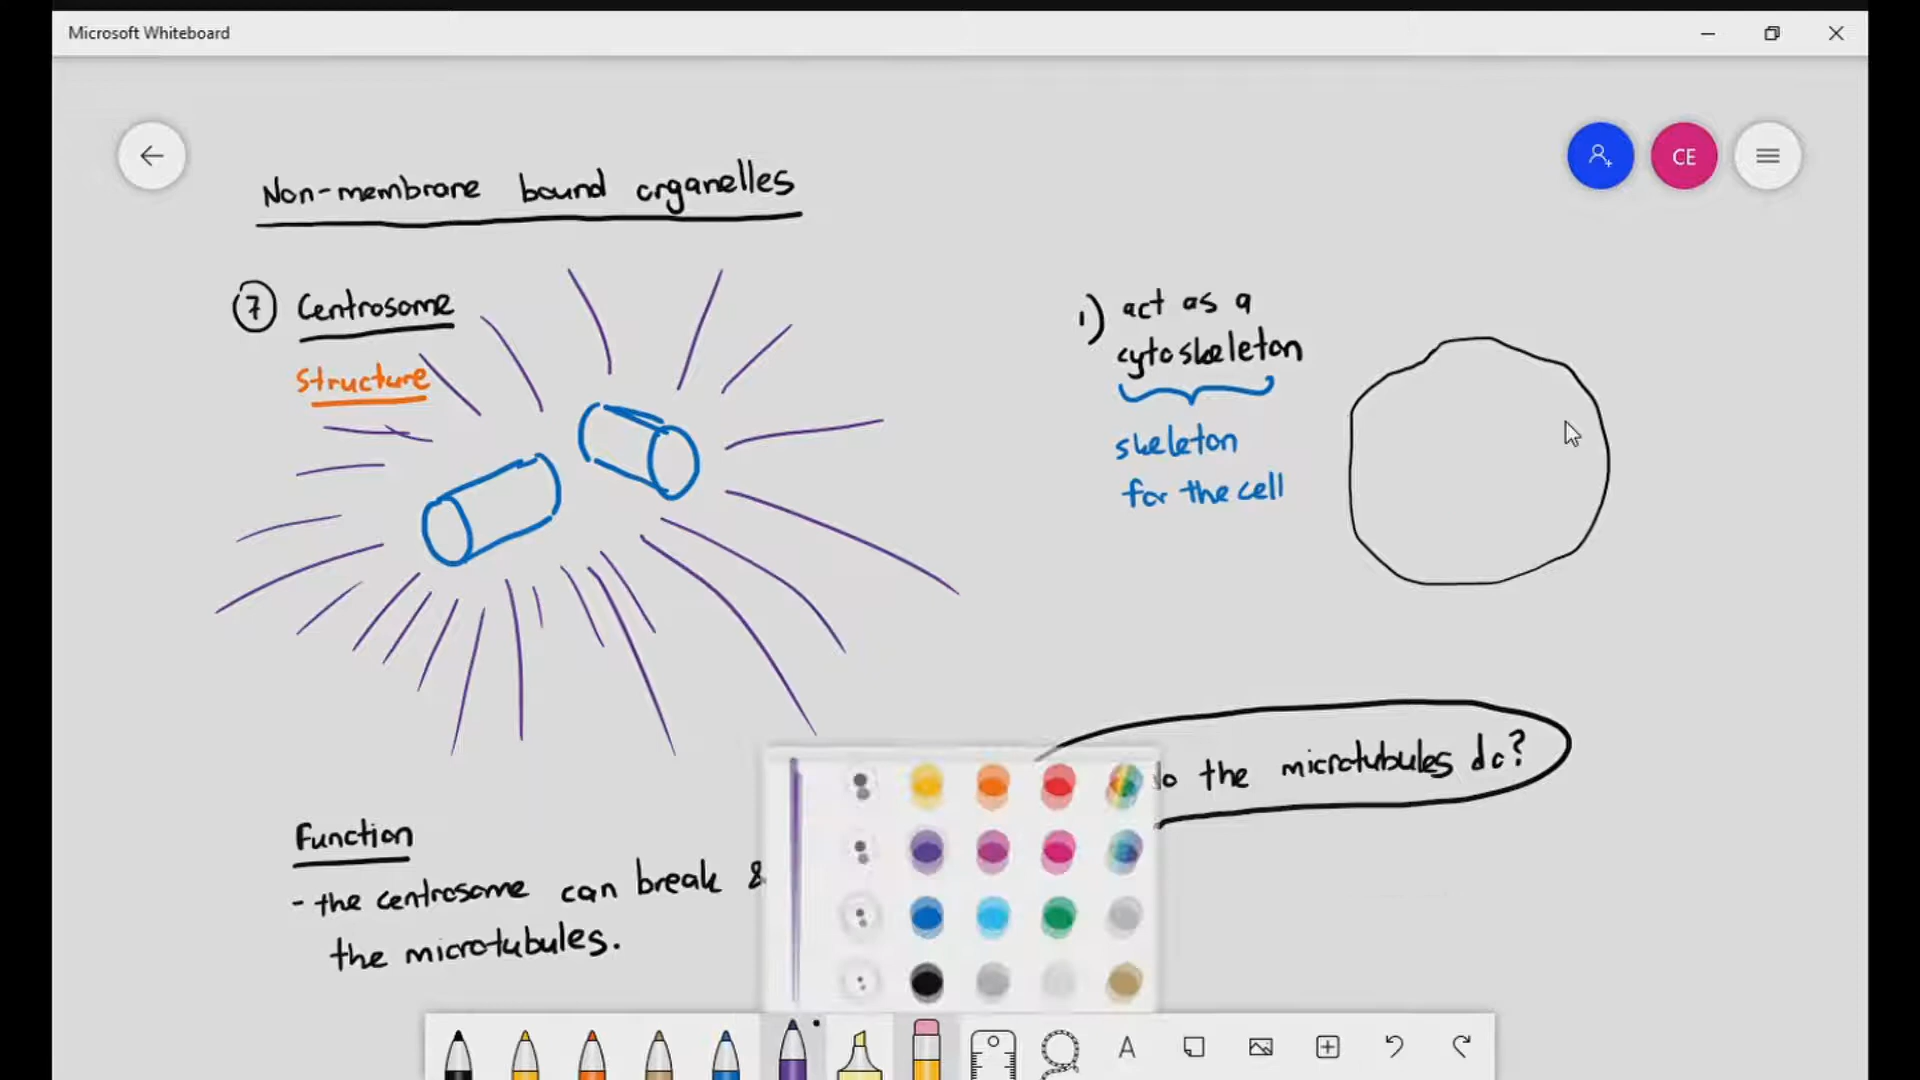 Microsoft Whiteboard
CE
Non-membrane bound organelles
7 Centrosome
Structure
1) act as a
cytoskeleton
skeleton
for the cell
the microtubules do?
Function
- the centrosome can break &
the microtubules.
A